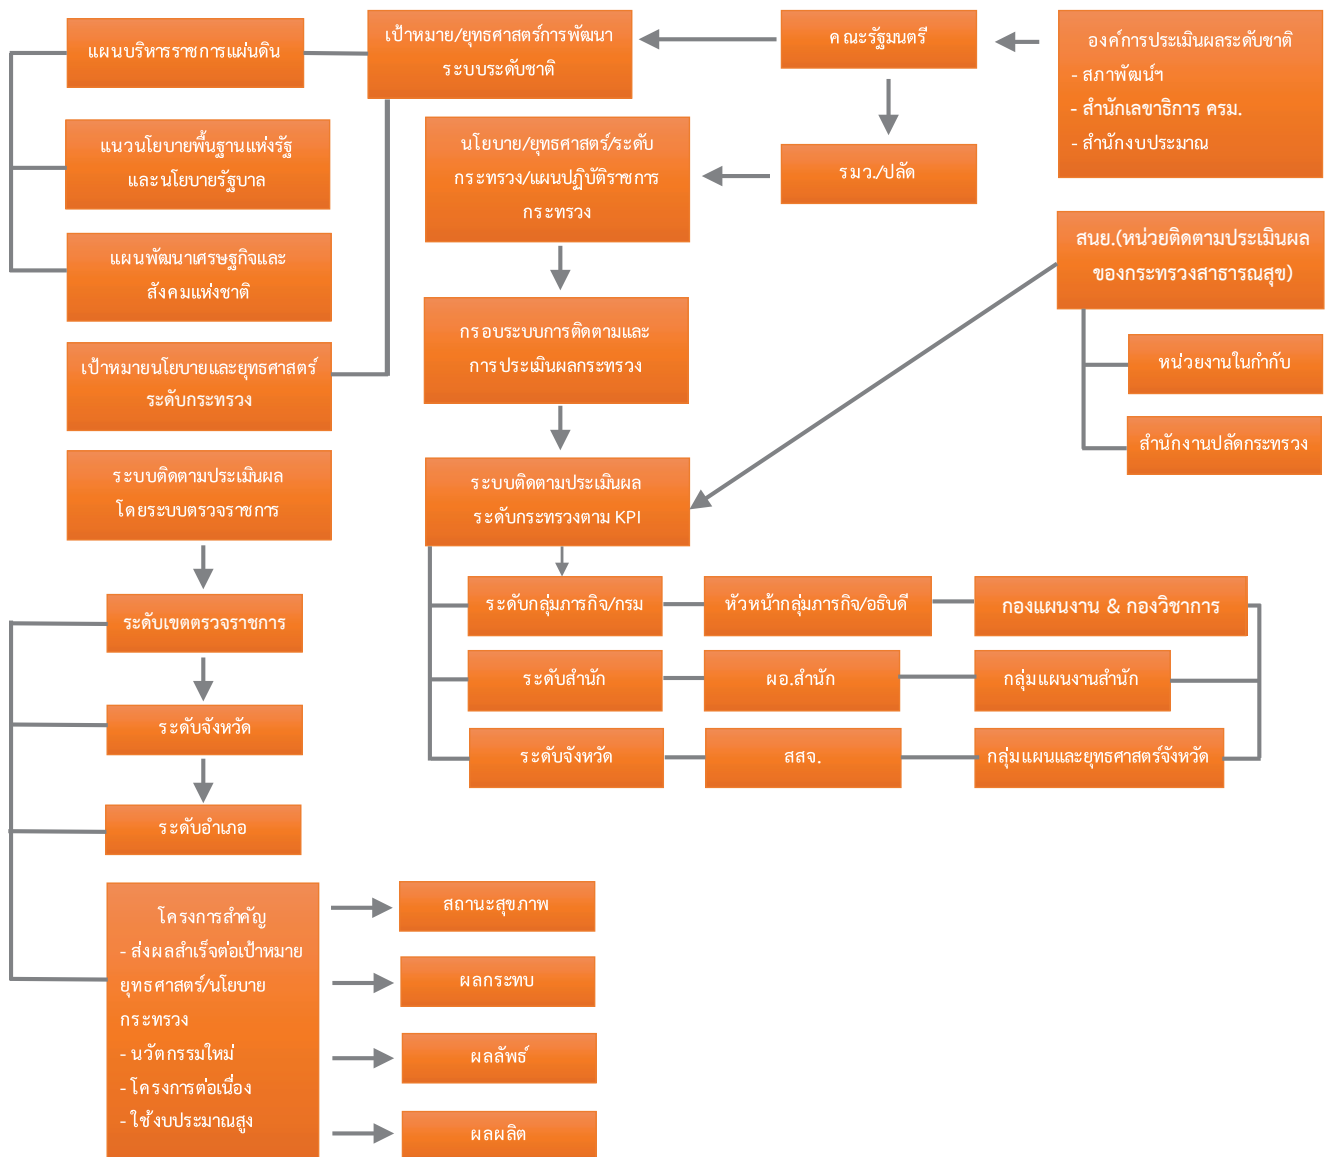 แผนบริหารราชการแผ่นดิน
เป้าหมาย/ยุทธศาสตร์การพัฒนา
ระบบระดับชาติ
คณะรัฐมนตรี
องค์การประเมินผลระดับชาติ
- สภาพัฒน์ฯ
- สำนักเลขาธิการ ครม.
- สำนักงบประมาณ
แนวนโยบายพื้นฐานแห่งรัฐ
และนโยบายรัฐบาล
นโยบาย/ยุทธศาสตร์/ระดับ
กระทรวง/แผนปฏิบัติราชการ
กระทรวง
รมว./ปลัด
สนย.(หน่วยติดตามประเมินผล
ของกระทรวงสาธารณสุข)
แผนพัฒนาเศรษฐกิจและ
สังคมแห่งชาติ
กรอบระบบการติดตามและ
การประเมินผลกระทรวง
หน่วยงานในกำกับ
เป้าหมายนโยบายและยุทธศาสตร์
ระดับกระทรวง
สำนักงานปลัดกระทรวง
ระบบติดตามประเมินผล
โดยระบบตรวจราชการ
ระบบติดตามประเมินผล
ระดับกระทรวงตาม KPI
ระดับกลุ่มภารกิจ/กรม
หัวหน้ากลุ่มภารกิจ/อธิบดี
กองแผนงาน & กองวิชาการ
ระดับเขตตรวจราชการ
ระดับสำนัก
ผอ.สำนัก
กลุ่มแผนงานสำนัก
ระดับจังหวัด
ระดับจังหวัด
สสจ.
กลุ่มแผนและยุทธศาสตร์จังหวัด
ระดับอำเภอ
โครงการสำคัญ
- ส่งผลสำเร็จต่อเป้าหมาย
ยุทธศาสตร์/นโยบาย
กระทรวง
- นวัตกรรมใหม่
- โครงการต่อเนื่อง
- ใช้งบประมาณสูง
สถานะสุขภาพ
ผลกระทบ
ผลลัพธ์
ผลผลิต